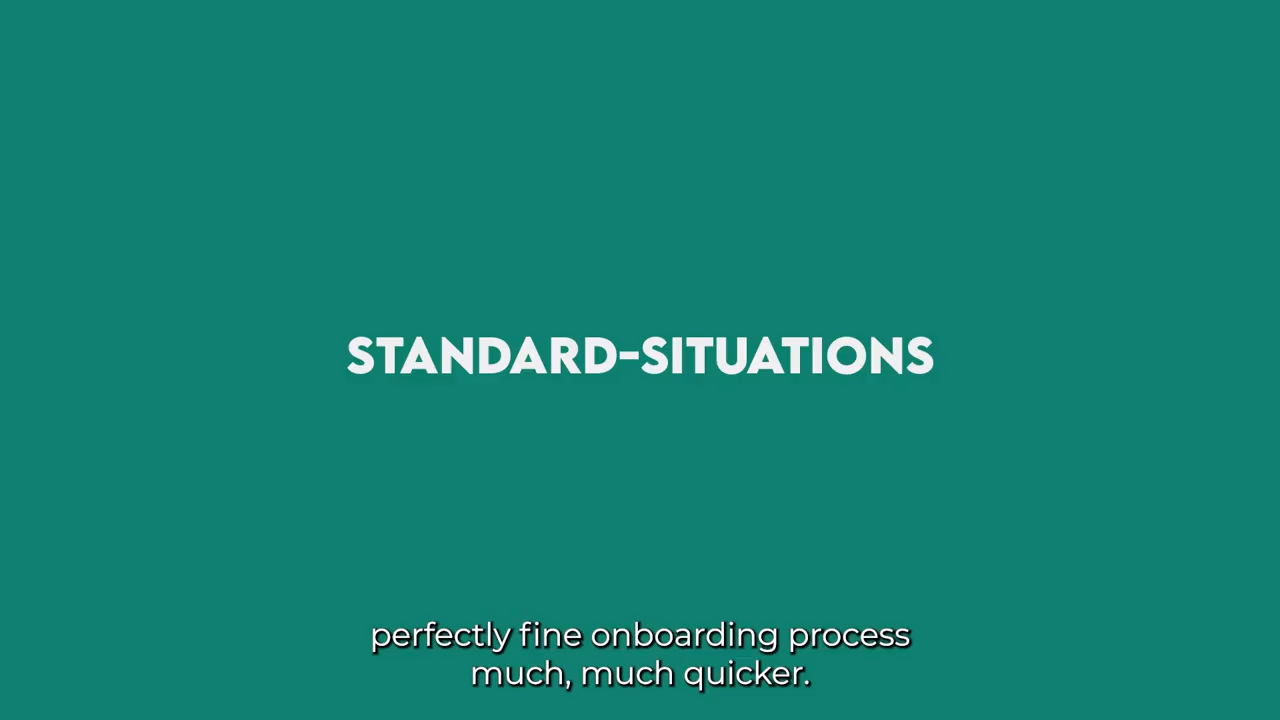 STANDARD-SITUATIONS
perfectly fine onboarding process
much, much quicker.